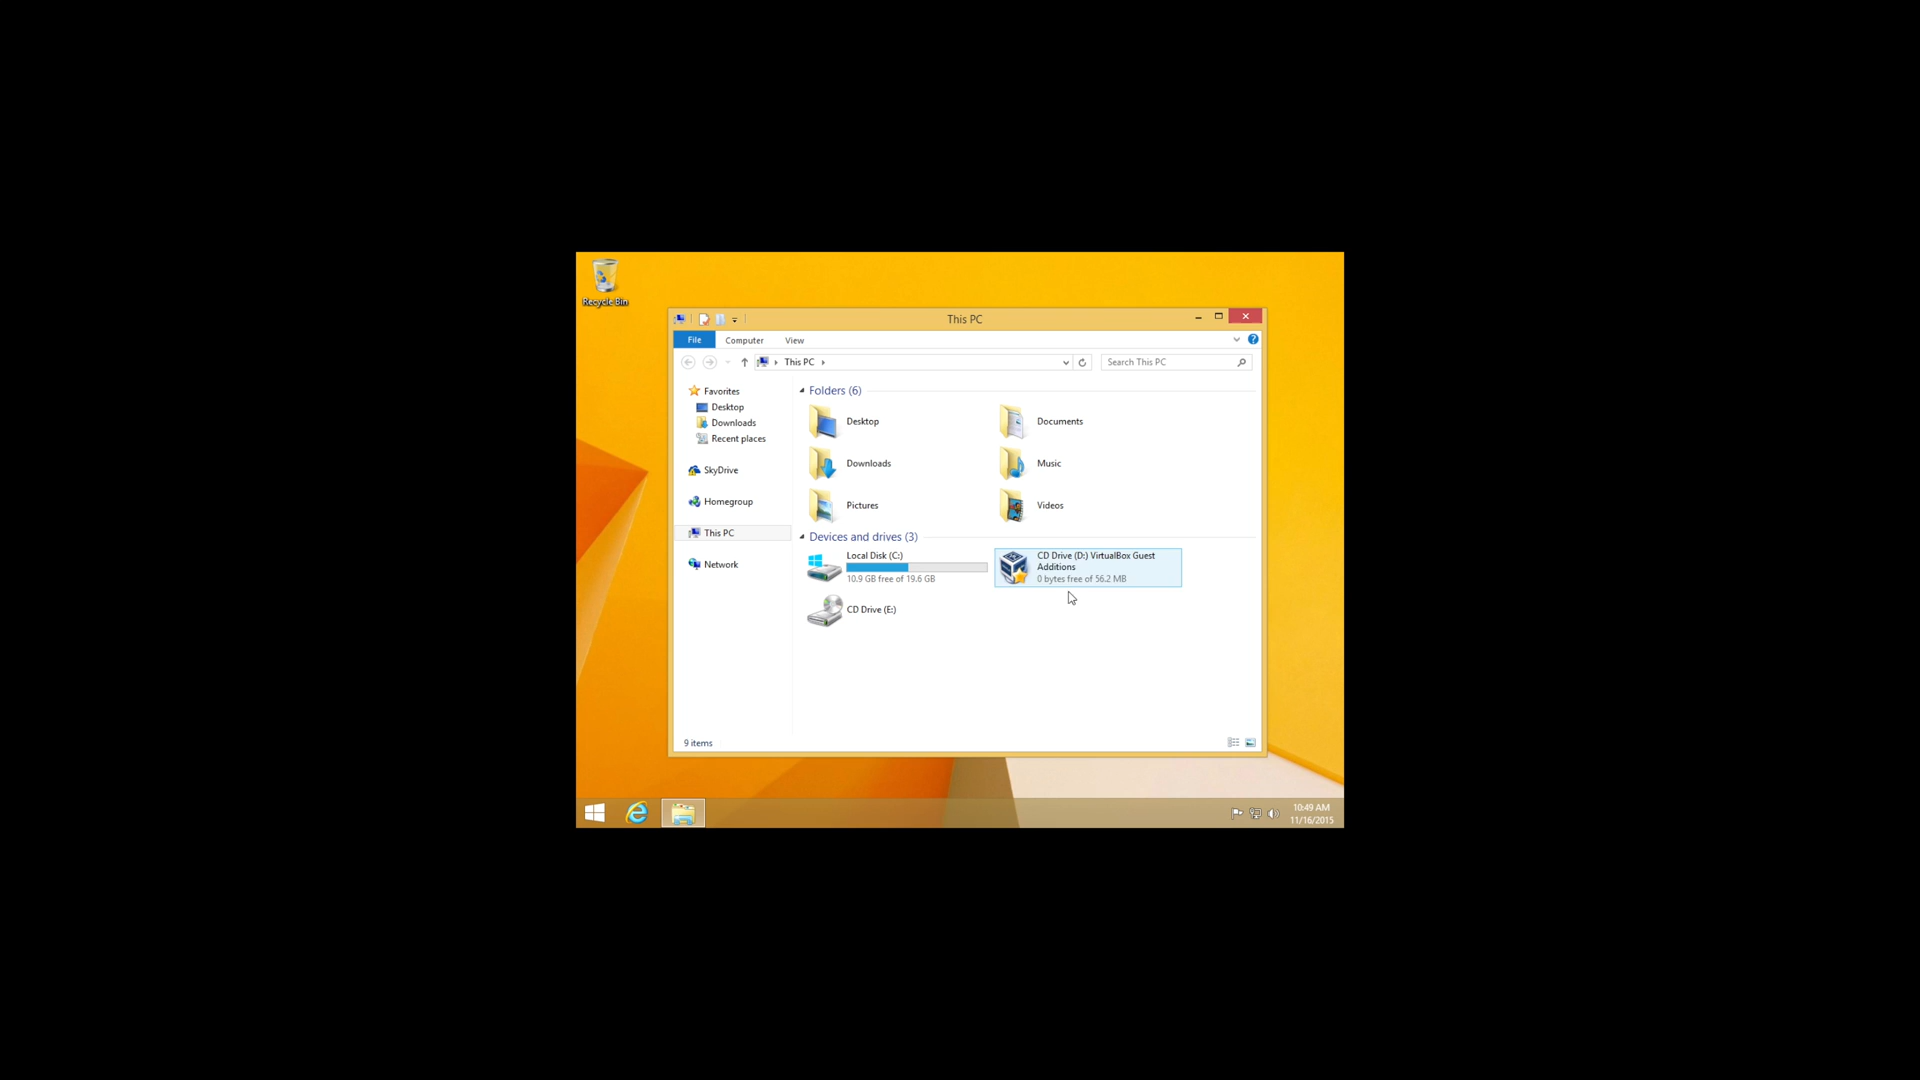 Recycle Bin
This PC
File
Computer
View
This PC
Search This PC
Favorites
Desktop
Downloads
Recent places
SkyDrive
Homegroup
This PC
Network
Folders (6)
Desktop
Documents
Downloads
Music
Pictures
Videos
Devices and drives (3)
Local Disk (C:)
10.9 GB free of 19.6 GB
CD Drive (D:) VirtualBox Guest
Additions
0 bytes free of 56.2 MB
CD Drive (E:)
9 items
10:49 AM
11/16/2015